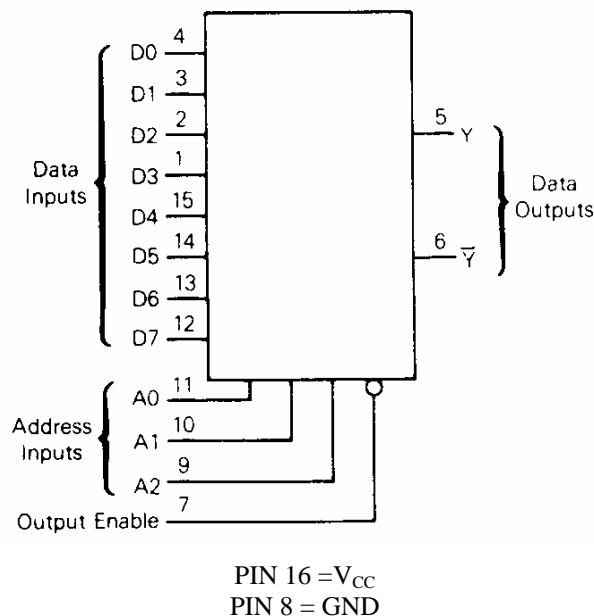 D0 4
D1 3
D2 2
D3 1
D4 15
D5 14
D6 13
D7 12
Data
Inputs
5 Y
6 Y̅
Data
Outputs
A0 11
A1 10
A2 9
Address
Inputs
Output Enable 7
PIN 16 =VCC
PIN 8 = GND